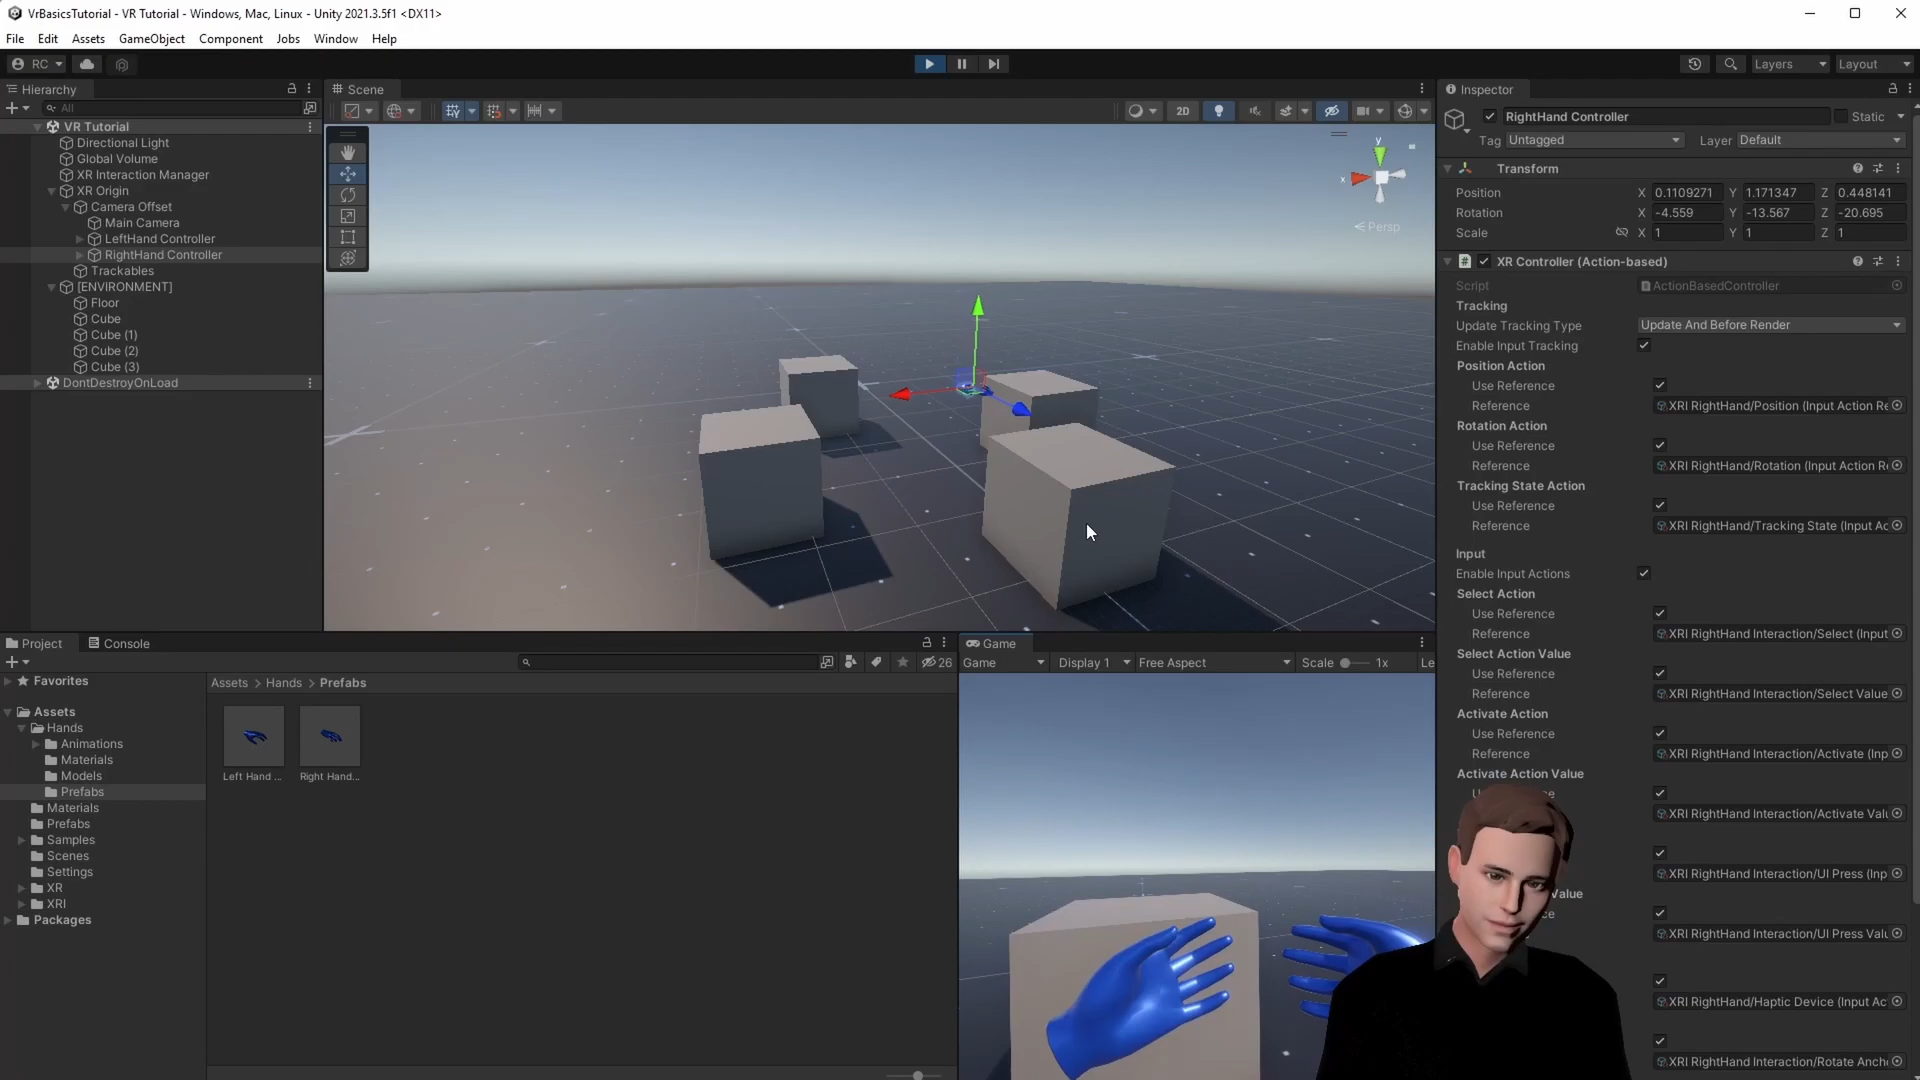 VrBasicsTutorial - VR Tutorial - Windows, Mac, Linux - Unity 2021.3.5f1 <DX11>
File Edit Assets GameObject Component Jobs Window Help
RC Layers Layout
Hierarchy
All
VR Tutorial
Directional Light
Global Volume
XR Interaction Manager
XR Origin
Camera Offset
Main Camera
LeftHand Controller
RightHand Controller
Trackables
[ENVIRONMENT]
Floor
Cube
Cube (1)
Cube (2)
Cube (3)
DontDestroyOnLoad
Scene
2D
y
x
Persp
Inspector
RightHand Controller Static
Tag Untagged Layer Default
Transform
Position X 0.1109271 Y 1.171347 Z 0.448141
Rotation X -4.559 Y -13.567 Z -20.695
Scale X 1 Y 1 Z 1
# XR Controller (Action-based)
Script ActionBasedController
Tracking
Update Tracking Type Update And Before Render
Enable Input Tracking
Position Action
Use Reference
Reference XRI RightHand/Position (Input Action Re
Rotation Action
Use Reference
Reference XRI RightHand/Rotation (Input Action Re
Tracking State Action
Use Reference
Reference XRI RightHand/Tracking State (Input Ac
Input
Enable Input Actions
Select Action
Use Reference
Reference XRI RightHand Interaction/Select (Input
Select Action Value
Use Reference
Reference XRI RightHand Interaction/Select Value
Activate Action
Use Reference
Reference XRI RightHand Interaction/Activate (Inp
Activate Action Value
XRI RightHand Interaction/Activate Valu
XRI RightHand Interaction/UI Press (Inp
Value
XRI RightHand Interaction/UI Press Valu
XRI RightHand/Haptic Device (Input Ac
XRI RightHand Interaction/Rotate Ancho
Project Console
26
Favorites
Assets
Hands
Animations
Materials
Models
Prefabs
Materials
Prefabs
Samples
Scenes
Settings
XR
XRI
Packages
Assets > Hands > Prefabs
Left Hand ... Right Hand...
Game
Game Display 1 Free Aspect Scale 1x Le